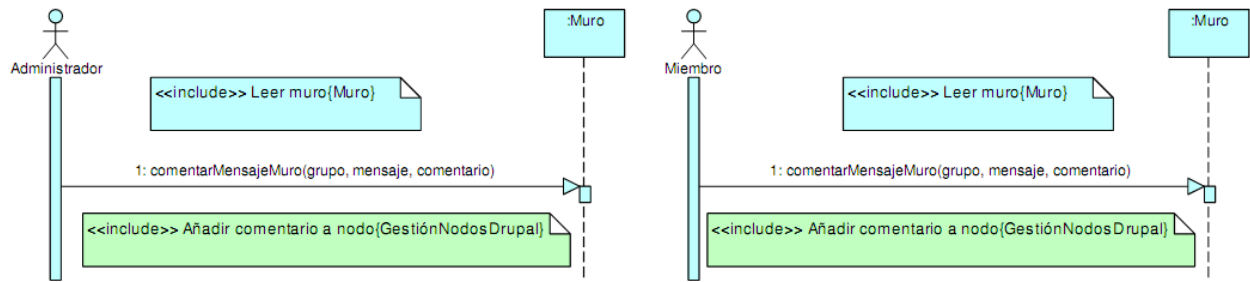 :Muro
Administrador
<<include>> Leer muro{Muro}
1: comentarMensajeMuro(grupo, mensaje, comentario)
<<include>> Añadir comentario a nodo{GestiónNodosDrupal}
:Muro
Miembro
<<include>> Leer muro{Muro}
1: comentarMensajeMuro(grupo, mensaje, comentario)
<<include>> Añadir comentario a nodo{GestiónNodosDrupal}